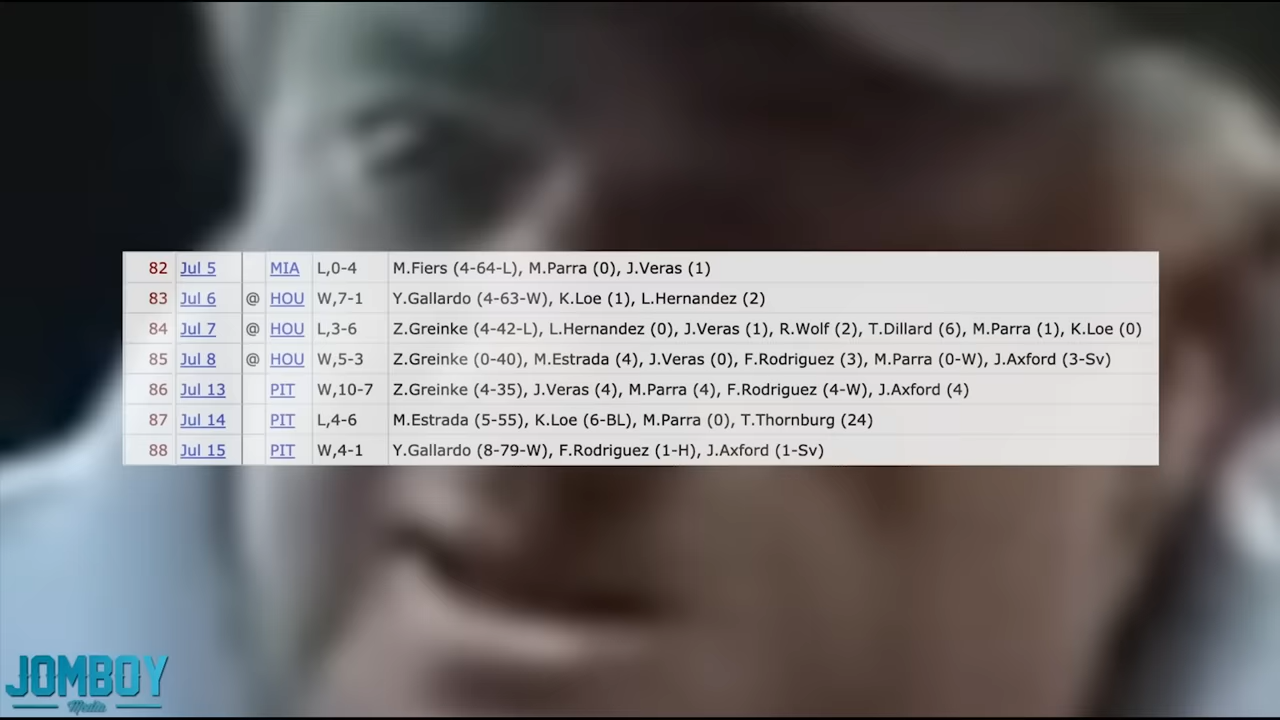 82 Jul 5 MIA L,0-4 M.Fiers (4-64-L), M.Parra (0), J.Veras (1)
83 Jul 6 @ HOU W,7-1 Y.Gallardo (4-63-W), K.Loe (1), L.Hernandez (2)
84 Jul 7 @ HOU L,3-6 Z.Greinke (4-42-L), L.Hernandez (0), J.Veras (1), R.Wolf (2), T.Dillard (6), M.Parra (1), K.Loe (0)
85 Jul 8 @ HOU W,5-3 Z.Greinke (0-40), M.Estrada (4), J.Veras (0), F.Rodriguez (3), M.Parra (0-W), J.Axford (3-Sv)
86 Jul 13 PIT W,10-7 Z.Greinke (4-35), J.Veras (4), M.Parra (4), F.Rodriguez (4-W), J.Axford (4)
87 Jul 14 PIT L,4-6 M.Estrada (5-55), K.Loe (6-BL), M.Parra (0), T.Thornburg (24)
88 Jul 15 PIT W,4-1 Y.Gallardo (8-79-W), F.Rodriguez (1-H), J.Axford (1-Sv)
JOMBOY
Media